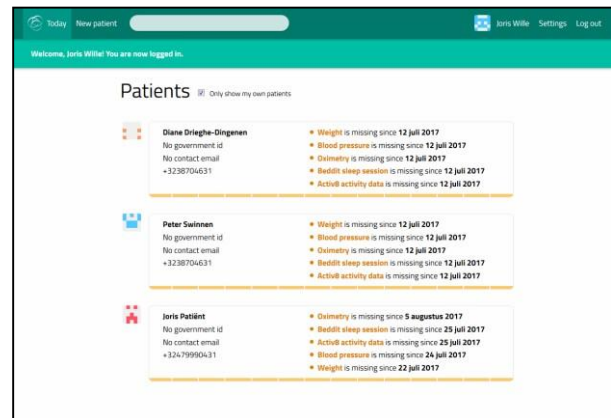 Today New patient Joris Wille Settings Log out
Welcome, Joris Wille! You are now logged in.
Patients Only show my own patients
Diane Drieghe-Dingenen
No government id
No contact email
+3238704631
Weight is missing since 12 juli 2017
Blood pressure is missing since 12 juli 2017
Oximetry is missing since 12 juli 2017
Beddit sleep session is missing since 12 juli 2017
Activ8 activity data is missing since 12 juli 2017
Peter Swinnen
No government id
No contact email
+3238704631
Weight is missing since 12 juli 2017
Blood pressure is missing since 12 juli 2017
Oximetry is missing since 12 juli 2017
Beddit sleep session is missing since 12 juli 2017
Activ8 activity data is missing since 12 juli 2017
Joris Patiënt
No government id
No contact email
+32479990431
Oximetry is missing since 5 augustus 2017
Beddit sleep session is missing since 25 juli 2017
Activ8 activity data is missing since 25 juli 2017
Blood pressure is missing since 24 juli 2017
Weight is missing since 22 juli 2017